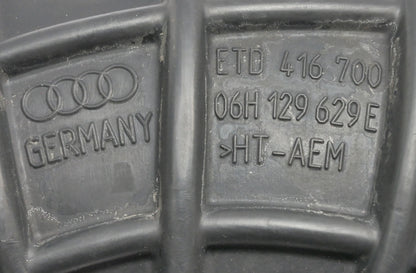 GERMANY
ETD 416 700
06H 129 629 E
>HT-AEM